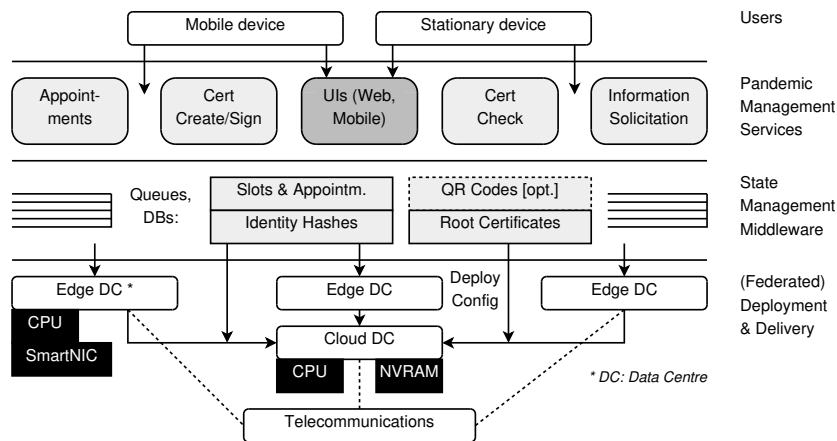 Mobile device
Stationary device
Users
Appoint-
ments
Cert
Create/Sign
UIs (Web,
Mobile)
Cert
Check
Information
Solicitation
Pandemic
Management
Services
Queues,
DBs:
Slots & Appointm.
Identity Hashes
QR Codes [opt.]
Root Certificates
State
Management
Middleware
Edge DC *
Edge DC
Deploy
Config
Edge DC
(Federated)
Deployment
& Delivery
CPU
SmartNIC
Cloud DC
CPU
NVRAM
* DC: Data Centre
Telecommunications